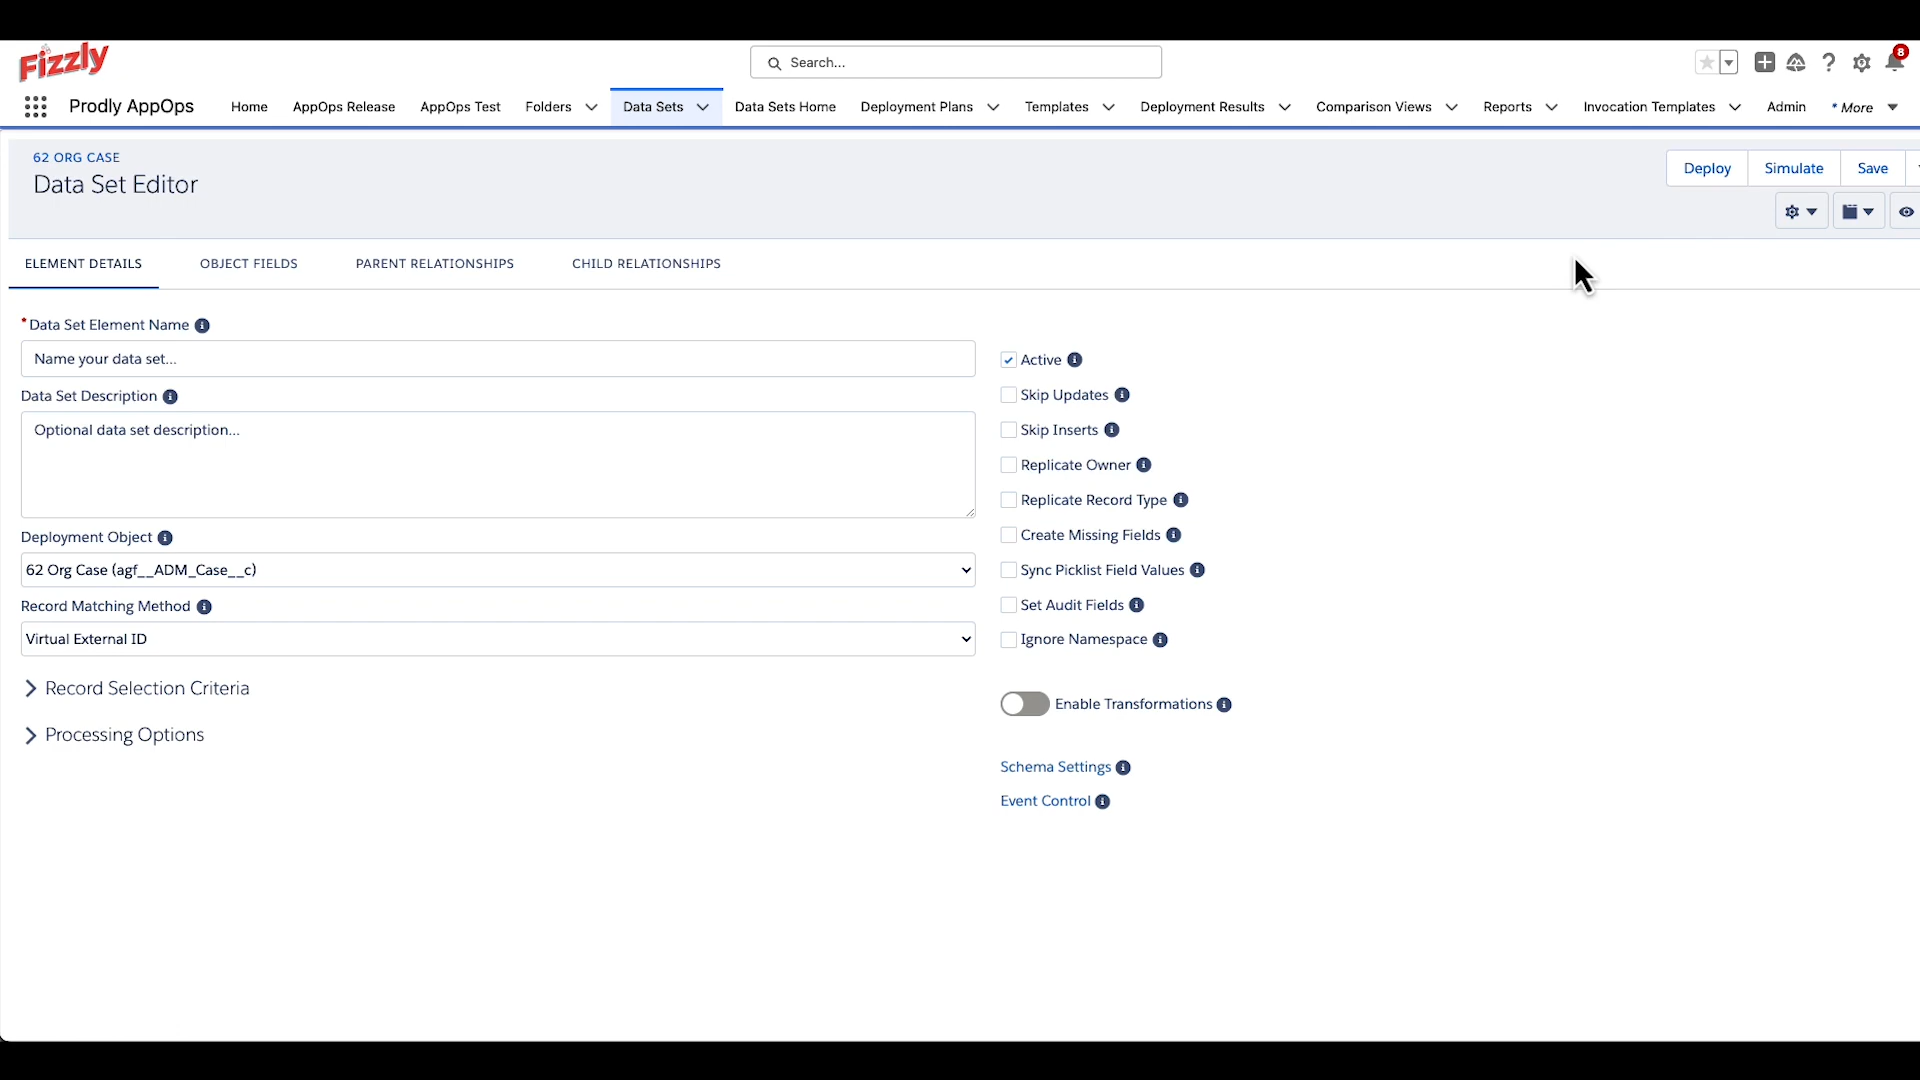 Fizzly
Search...
8
Prodly AppOps Home AppOps Release AppOps Test Folders Data Sets Data Sets Home Deployment Plans Templates Deployment Results Comparison Views Reports Invocation Templates Admin * More
62 ORG CASE
Data Set Editor
Deploy Simulate Save
ELEMENT DETAILS OBJECT FIELDS PARENT RELATIONSHIPS CHILD RELATIONSHIPS
* Data Set Element Name
Name your data set...
Data Set Description
Optional data set description...
Deployment Object
62 Org Case (agf__ADM_Case__c)
Record Matching Method
Virtual External ID
Record Selection Criteria
Processing Options
Active
Skip Updates
Skip Inserts
Replicate Owner
Replicate Record Type
Create Missing Fields
Sync Picklist Field Values
Set Audit Fields
Ignore Namespace
Enable Transformations
Schema Settings
Event Control